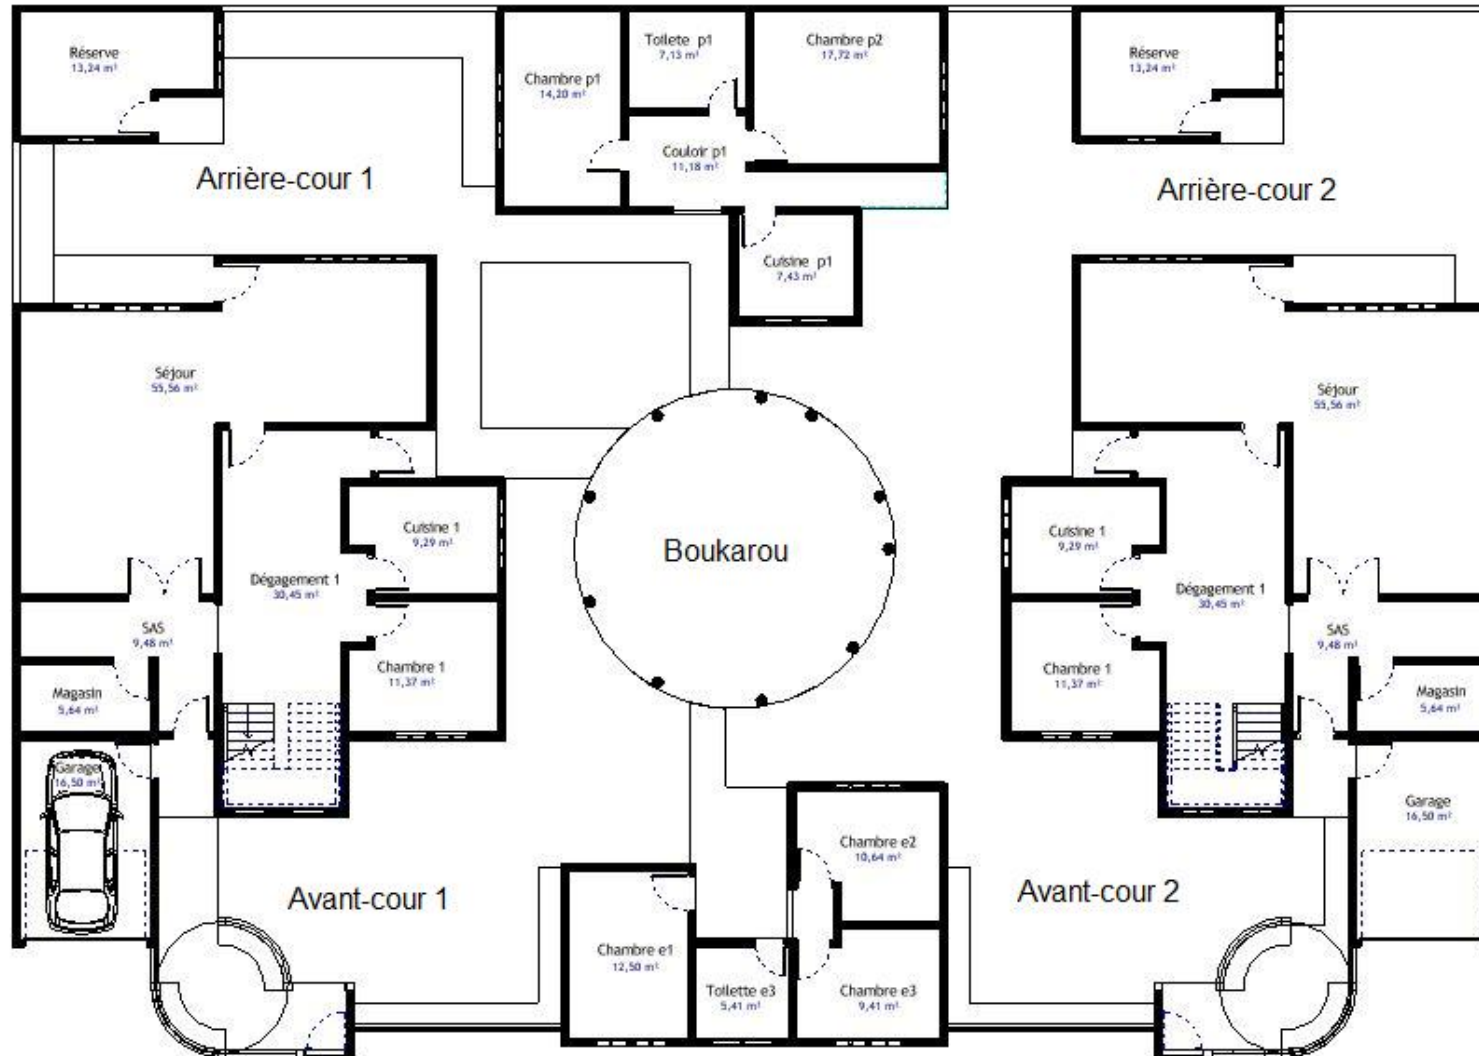 Réserve
13,24 m²
Chambre p1
14,20 m²
Toilete p1
7,13 m²
Chambre p2
17,72 m²
Réserve
13,24 m²
Couloir p1
11,18 m²
Arrière-cour 1
Arrière-cour 2
Cuisine p1
7,43 m²
Séjour
55,56 m²
Séjour
55,56 m²
Cuisine 1
9,29 m²
Boukarou
Cuisine 1
9,29 m²
Dégagement 1
30,45 m²
Dégagement 1
30,45 m²
SAS
9,48 m²
SAS
9,48 m²
Chambre 1
11,37 m²
Chambre 1
11,37 m²
Magasin
5,64 m²
Magasin
5,64 m²
Garage
16,50 m²
Garage
16,50 m²
Chambre e2
10,64 m²
Avant-cour 1
Avant-cour 2
Chambre e1
12,50 m²
Toilette e3
5,41 m²
Chambre e3
9,41 m²